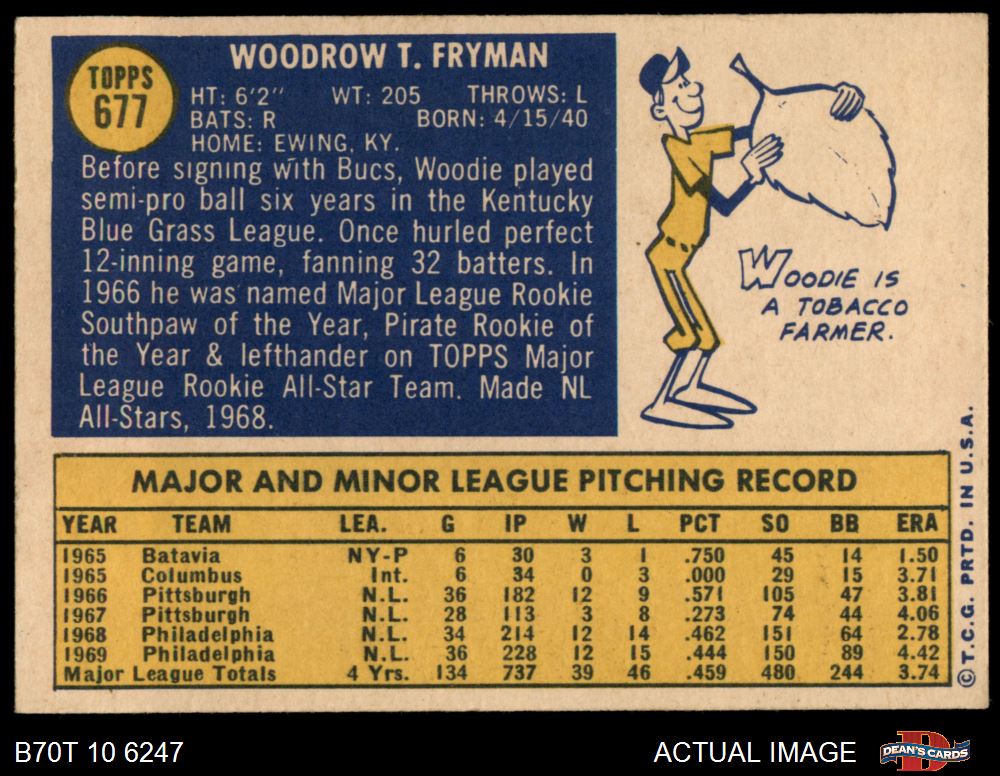 TOPPS
677
WOODROW T. FRYMAN
HT: 6'2" WT: 205 THROWS: L
BATS: R BORN: 4/15/40
HOME: EWING, KY.
Before signing with Bucs, Woodie played
semi-pro ball six years in the Kentucky
Blue Grass League. Once hurled perfect
12-inning game, fanning 32 batters. In
1966 he was named Major League Rookie
Southpaw of the Year, Pirate Rookie of
the Year & lefthander on TOPPS Major
League Rookie All-Star Team. Made NL
All-Stars, 1968.
WOODIE IS
A TOBACCO
FARMER.
MAJOR AND MINOR LEAGUE PITCHING RECORD
YEAR TEAM LEA. G IP W L PCT SO BB ERA
1965 Batavia NY-P 6 30 3 1 .750 45 14 1.50
1965 Columbus Int. 6 34 0 3 .000 29 15 3.71
1966 Pittsburgh N.L. 36 182 12 9 .571 105 47 3.81
1967 Pittsburgh N.L. 28 113 3 8 .273 74 44 4.06
1968 Philadelphia N.L. 34 214 12 14 .462 151 64 2.78
1969 Philadelphia N.L. 36 228 12 15 .444 150 89 4.42
Major League Totals 4 Yrs. 134 737 39 46 .459 480 244 3.74
© T.C.G. PRTD. IN U.S.A.
B70T 10 6247
ACTUAL IMAGE
D
DEAN'S CARDS